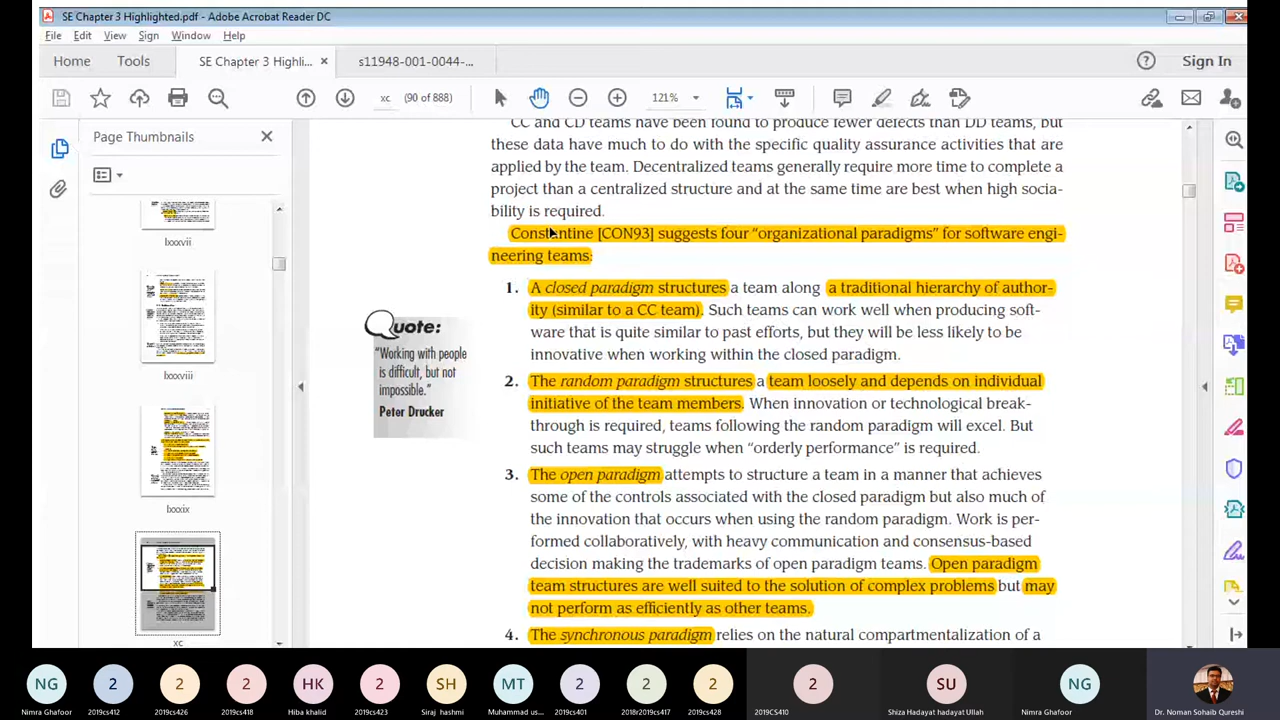 SE Chapter 3 Highlighted.pdf - Adobe Acrobat Reader DC
File Edit View Sign Window Help
Home Tools SE Chapter 3 Highli... × s11948-001-0044-... ? Sign In
xc (90 of 888) 121%
Page Thumbnails ×
lxxxvii
lxxxviii
lxxxix
xc
CC and CD teams have been found to produce fewer defects than DD teams, but
these data have much to do with the specific quality assurance activities that are
applied by the team. Decentralized teams generally require more time to complete a
project than a centralized structure and at the same time are best when high socia-
bility is required.
Constantine [CON93] suggests four “organizational paradigms” for software engi-
neering teams:
1. A closed paradigm structures a team along a traditional hierarchy of author-
ity (similar to a CC team). Such teams can work well when producing soft-
ware that is quite similar to past efforts, but they will be less likely to be
innovative when working within the closed paradigm.
2. The random paradigm structures a team loosely and depends on individual
initiative of the team members. When innovation or technological break-
through is required, teams following the random paradigm will excel. But
such teams may struggle when “orderly performance” is required.
3. The open paradigm attempts to structure a team in a manner that achieves
some of the controls associated with the closed paradigm but also much of
the innovation that occurs when using the random paradigm. Work is per-
formed collaboratively, with heavy communication and consensus-based
decision making the trademarks of open paradigm teams. Open paradigm
team structures are well suited to the solution of complex problems but may
not perform as efficiently as other teams.
4. The synchronous paradigm relies on the natural compartmentalization of a
Quote:
“Working with people
is difficult, but not
impossible.”
Peter Drucker
NG 2 2 2 HK 2 SH MT 2 2 2 2 SU NG
Nimra Ghafoor 2019cs412 2019cs426 2019cs418 Hiba khalid 2019cs423 Siraj hashmi Muhammad us... 2019cs401 2018r2019cs417 2019cs428 2019CS410 Shiza Hadayat hadayat Ullah Nimra Ghafoor Dr. Noman Sohaib Qureshi